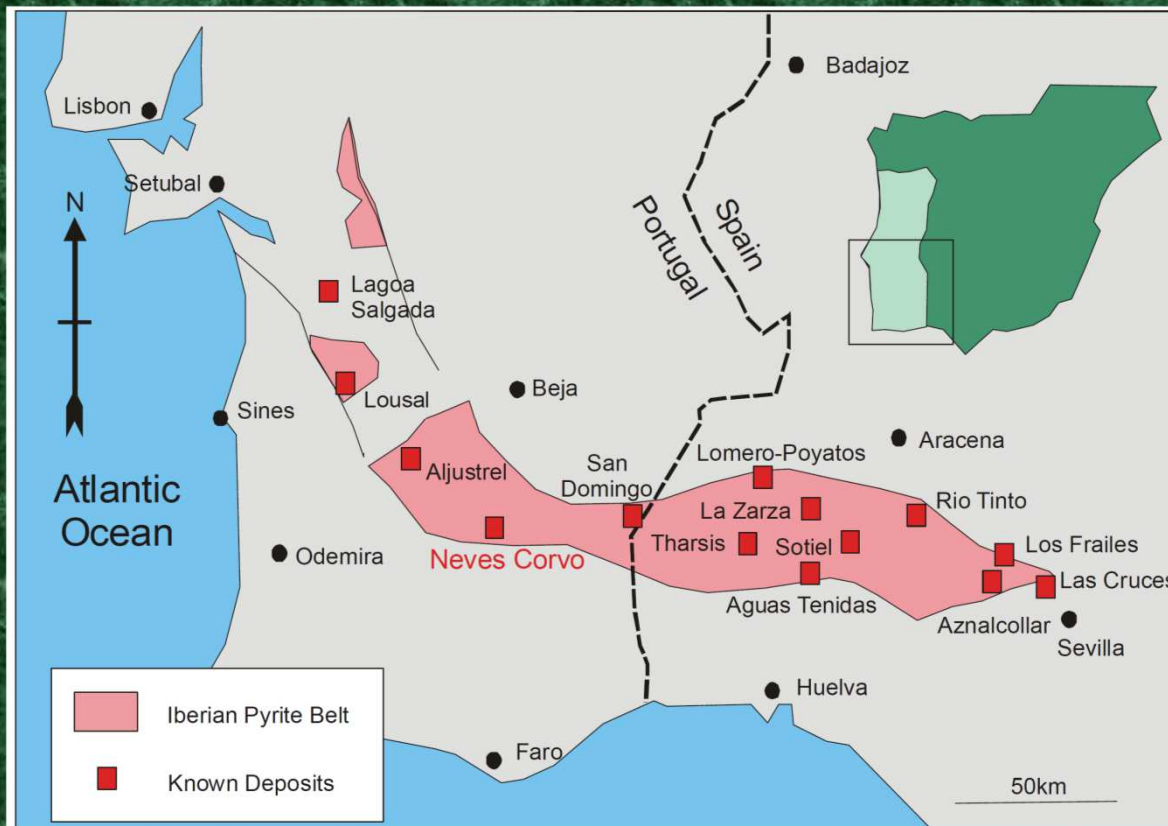 Badajoz
Lisbon
Setubal
N
Spain
Portugal
Lagoa
Salgada
Beja
Lousal
Sines
Aracena
San
Domingo
Lomero-Poyatos
Aljustrel
La Zarza
Rio Tinto
Atlantic
Ocean
Tharsis
Sotiel
Los Frailes
Odemira
Neves Corvo
Las Cruces
Aguas Tenidas
Aznalcollar
Sevilla
Huelva
Iberian Pyrite Belt
Faro
Known Deposits
50km